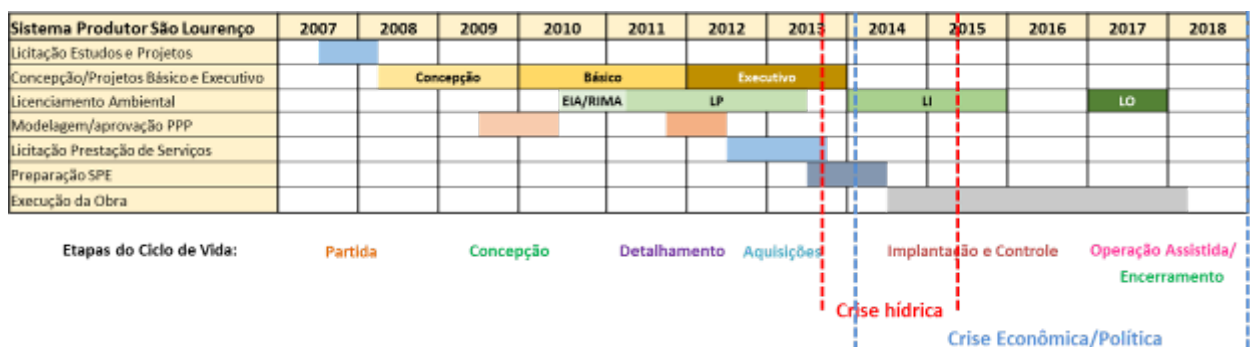 Sistema Produtor São Lourenço 2007 2008 2009 2010 2011 2012 2013 2014 2015 2016 2017 2018
Licitação Estudos e Projetos
Concepção/Projetos Básico e Executivo Concepção Básico Executivo
Licenciamento Ambiental EIA/RIMA LP LI LO
Modelagem/aprovação PPP
Licitação Prestação de Serviços
Preparação SPE
Execução da Obra
Etapas do Ciclo de Vida: Partida Concepção Detalhamento Aquisições Implantação e Controle Operação Assistida/
Encerramento
Crise hídrica
Crise Econômica/Política